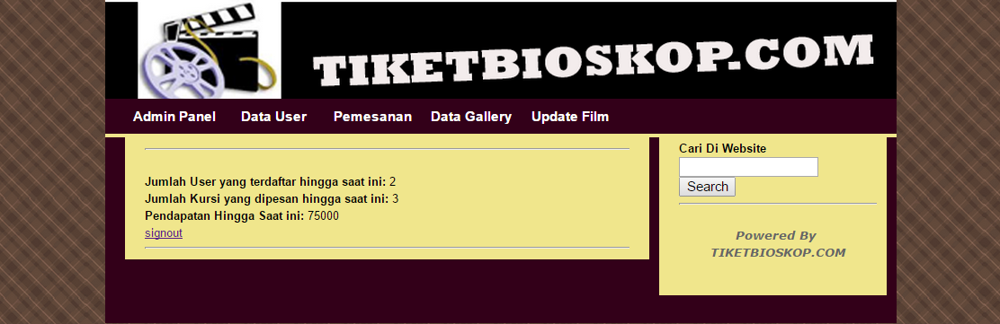 TIKETBIOSKOP.COM
Admin Panel Data User Pemesanan Data Gallery Update Film
Jumlah User yang terdaftar hingga saat ini: 2
Jumlah Kursi yang dipesan hingga saat ini: 3
Pendapatan Hingga Saat ini: 75000
signout
Cari Di Website
Search
Powered By
TIKETBIOSKOP.COM